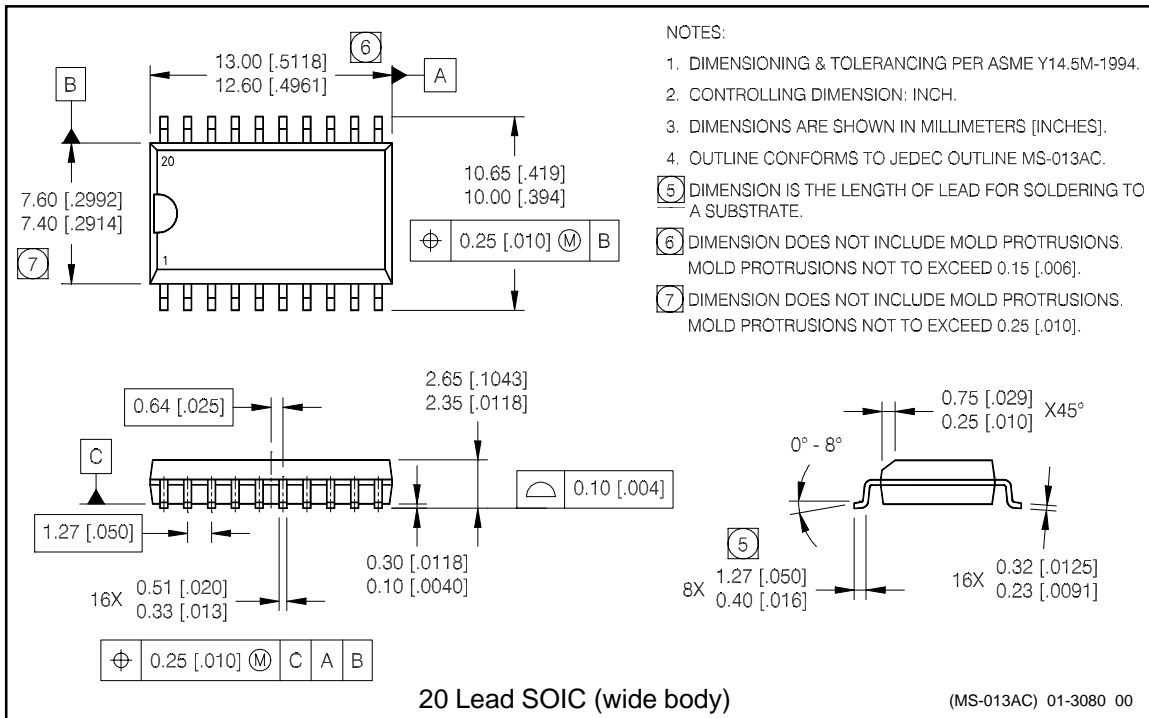 NOTES:
1. DIMENSIONING & TOLERANCING PER ASME Y14.5M-1994.
2. CONTROLLING DIMENSION: INCH.
3. DIMENSIONS ARE SHOWN IN MILLIMETERS [INCHES].
4. OUTLINE CONFORMS TO JEDEC OUTLINE MS-013AC.
5 DIMENSION IS THE LENGTH OF LEAD FOR SOLDERING TO
A SUBSTRATE.
6 DIMENSION DOES NOT INCLUDE MOLD PROTRUSIONS.
MOLD PROTRUSIONS NOT TO EXCEED 0.15 [.006].
7 DIMENSION DOES NOT INCLUDE MOLD PROTRUSIONS.
MOLD PROTRUSIONS NOT TO EXCEED 0.25 [.010].
6
13.00 [.5118]
12.60 [.4961]
A
B
20
1
7.60 [.2992]
7.40 [.2914]
7
10.65 [.419]
10.00 [.394]
⌖ 0.25 [.010] Ⓜ B
0.64 [.025]
2.65 [.1043]
2.35 [.0118]
C
⌓ 0.10 [.004]
1.27 [.050]
0.30 [.0118]
0.10 [.0040]
16X 0.51 [.020]
0.33 [.013]
⌖ 0.25 [.010] Ⓜ C A B
0.75 [.029]
0.25 [.010] X45°
0° - 8°
5
8X 1.27 [.050]
0.40 [.016]
16X 0.32 [.0125]
0.23 [.0091]
20 Lead SOIC (wide body)
(MS-013AC) 01-3080 00